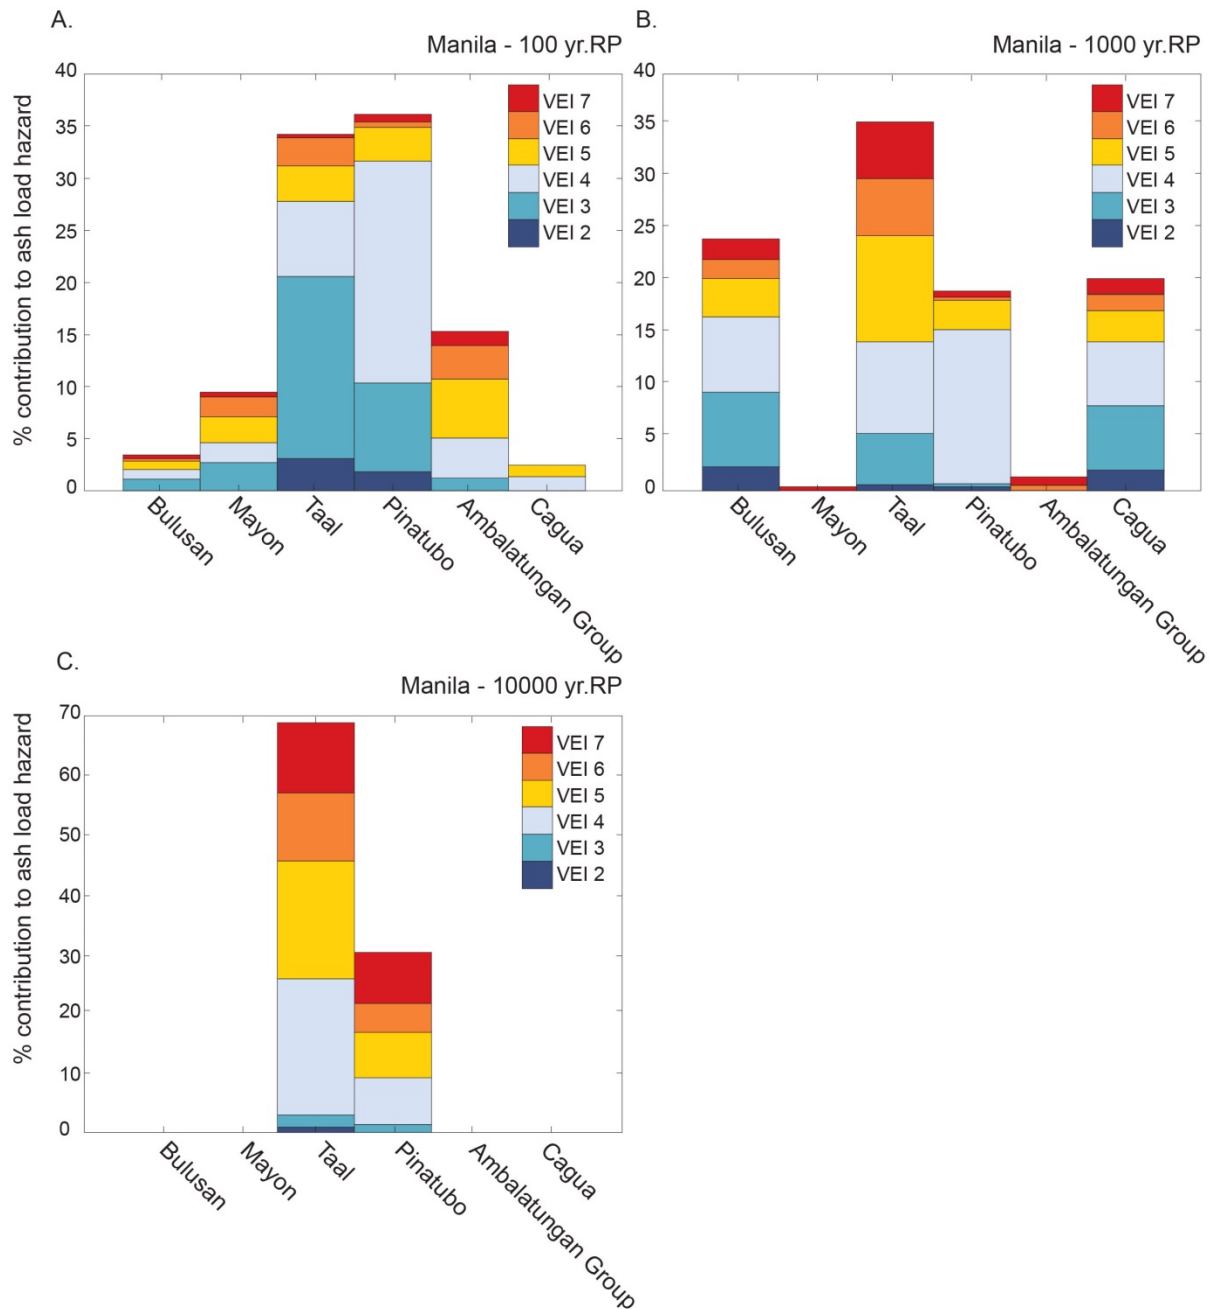 A.
Manila - 100 yr.RP
% contribution to ash load hazard
40
35
30
25
20
15
10
5
0
VEI 7
VEI 6
VEI 5
VEI 4
VEI 3
VEI 2
Bulusan
Mayon
Taal
Pinatubo
Ambalatungan Group
Cagua
B.
Manila - 1000 yr.RP
% contribution to ash load hazard
40
35
30
25
20
15
10
5
0
VEI 7
VEI 6
VEI 5
VEI 4
VEI 3
VEI 2
Bulusan
Mayon
Taal
Pinatubo
Ambalatungan Group
Cagua
C.
Manila - 10000 yr.RP
% contribution to ash load hazard
70
60
50
40
30
20
10
0
VEI 7
VEI 6
VEI 5
VEI 4
VEI 3
VEI 2
Bulusan
Mayon
Taal
Pinatubo
Ambalatungan Group
Cagua